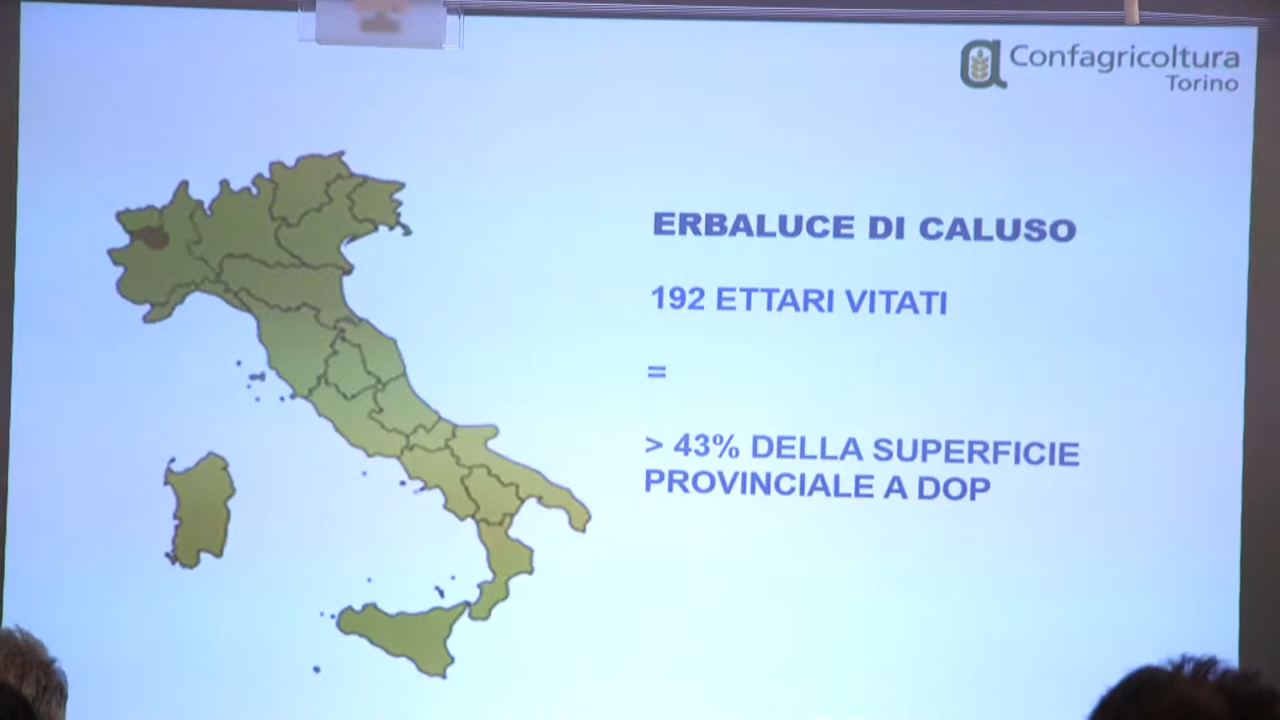 Confagricoltura
Torino
ERBALUCE DI CALUSO
192 ETTARI VITATI
=
> 43% DELLA SUPERFICIE
PROVINCIALE A DOP